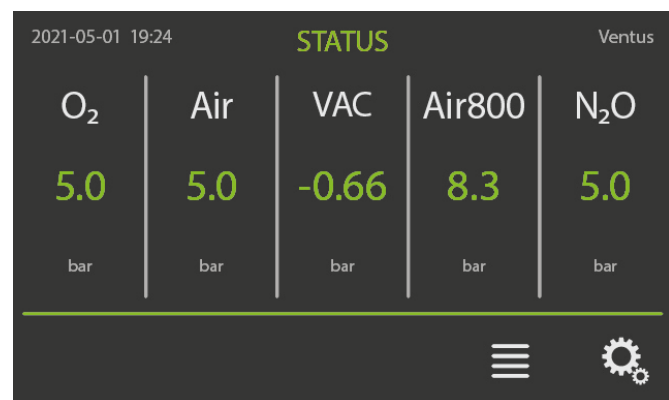 2021-05-01 19:24 STATUS Ventus
O₂ Air VAC Air800 N₂O
5.0 5.0 -0.66 8.3 5.0
bar bar bar bar bar